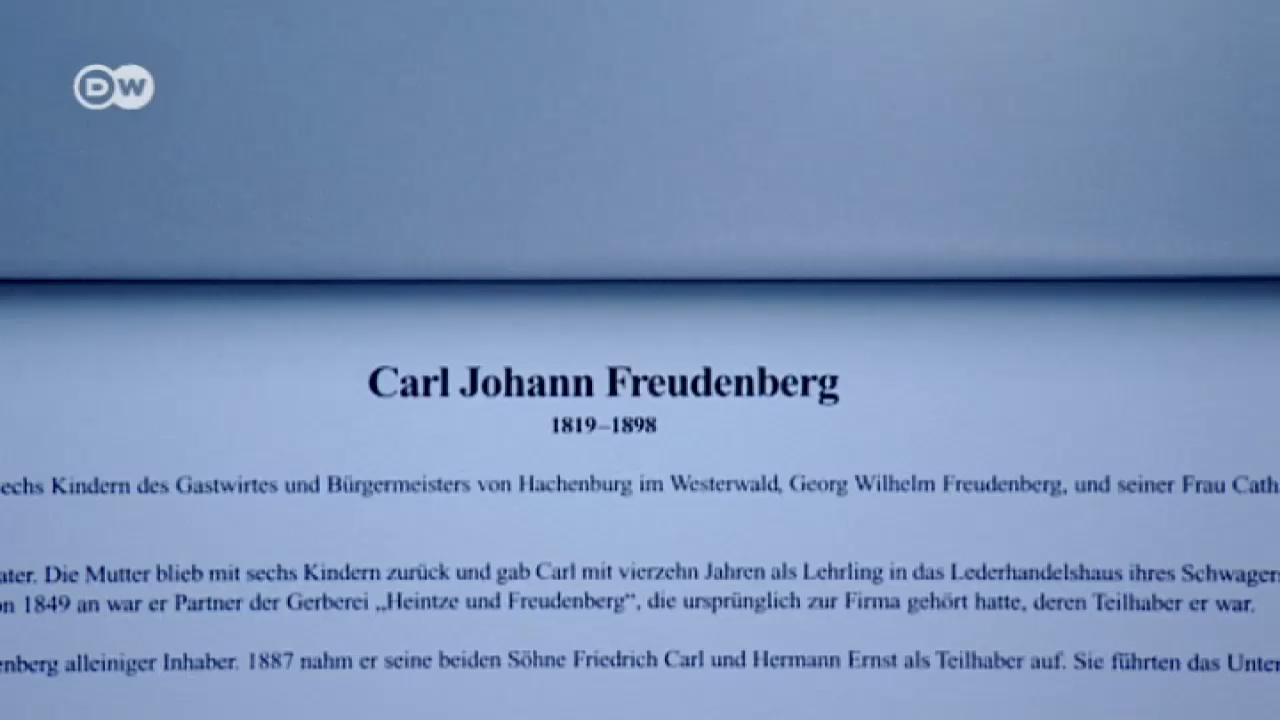 DW
Carl Johann Freudenberg
1819–1898
sechs Kindern des Gastwirtes und Bürgermeisters von Hachenburg im Westerwald, Georg Wilhelm Freudenberg, und seiner Frau Cath
ater. Die Mutter blieb mit sechs Kindern zurück und gab Carl mit vierzehn Jahren als Lehrling in das Lederhandelshaus ihres Schwagers
on 1849 an war er Partner der Gerberei „Heintze und Freudenberg“, die ursprünglich zur Firma gehört hatte, deren Teilhaber er war.
enberg alleiniger Inhaber. 1887 nahm er seine beiden Söhne Friedrich Carl und Hermann Ernst als Teilhaber auf. Sie führten das Unter